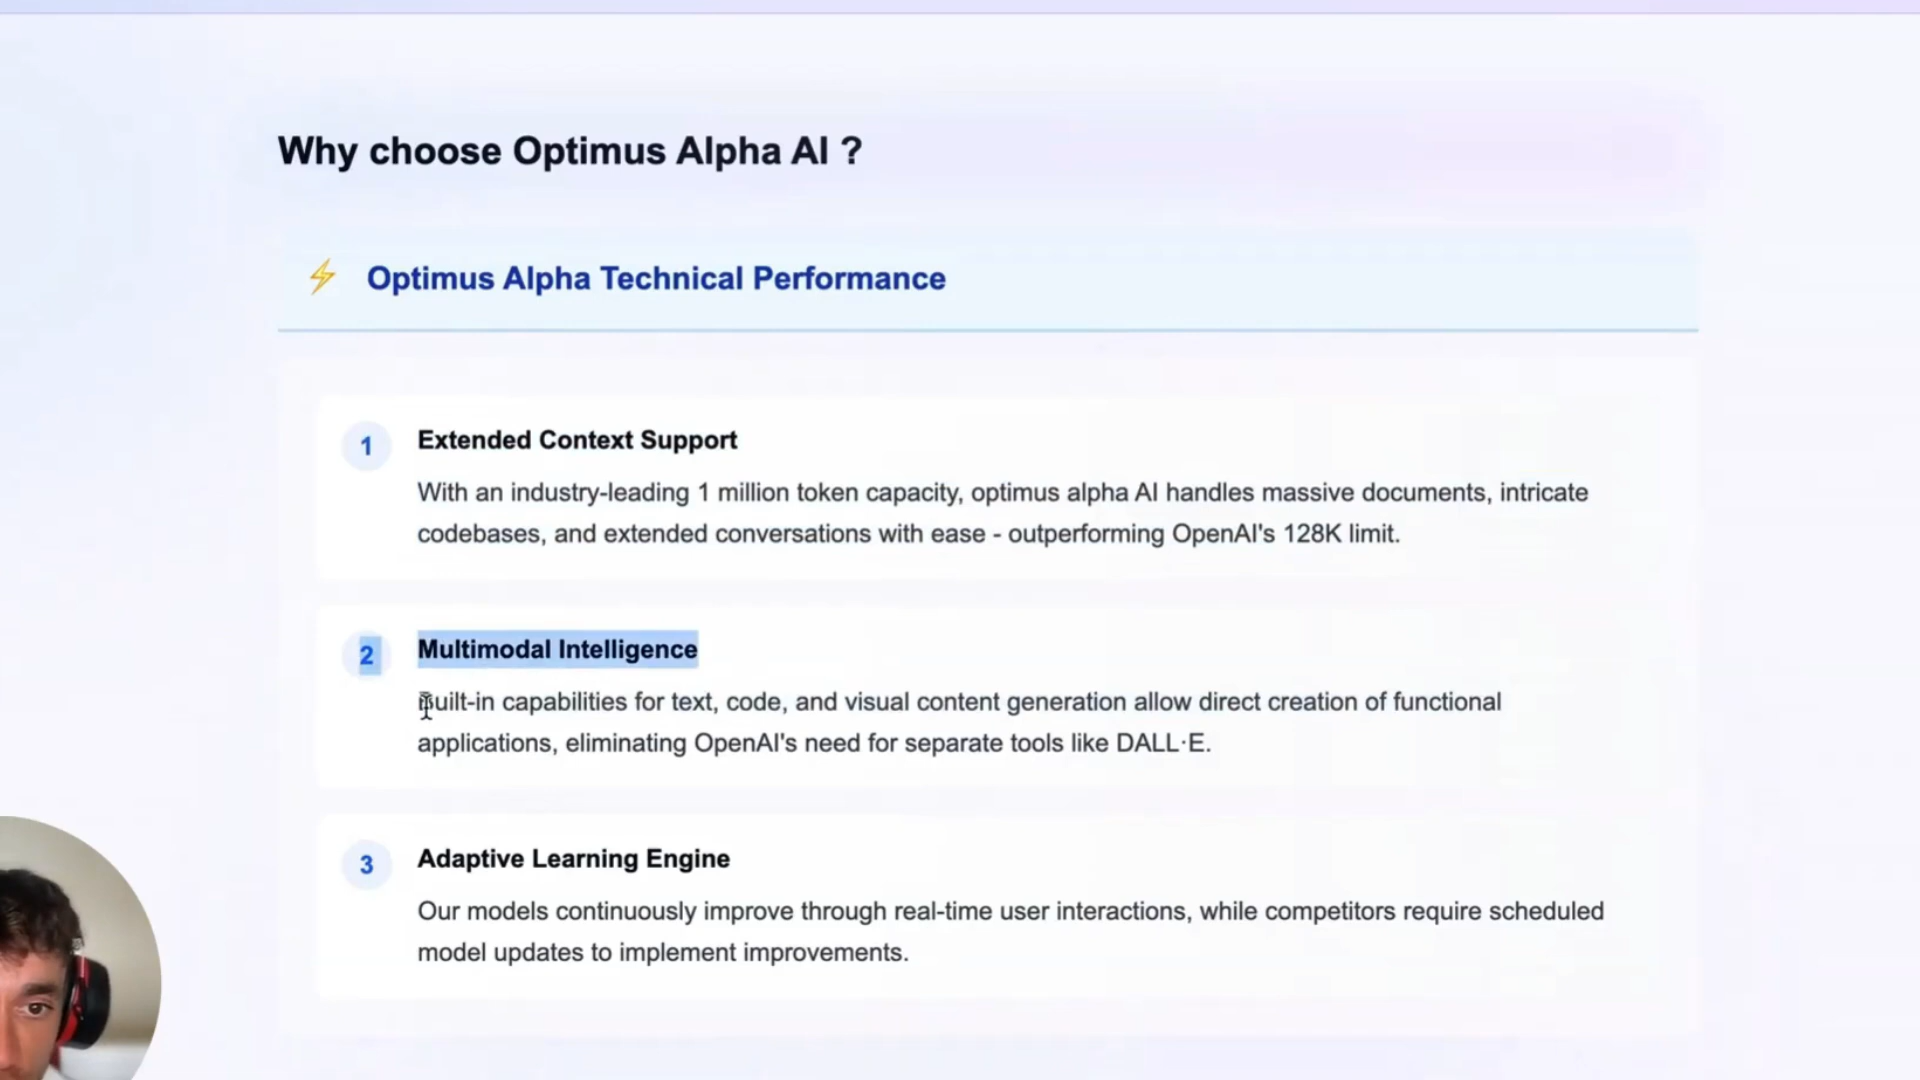 Why choose Optimus Alpha AI ?
Optimus Alpha Technical Performance
1
Extended Context Support
With an industry-leading 1 million token capacity, optimus alpha AI handles massive documents, intricate
codebases, and extended conversations with ease - outperforming OpenAI's 128K limit.
2
Multimodal Intelligence
Built-in capabilities for text, code, and visual content generation allow direct creation of functional
applications, eliminating OpenAI's need for separate tools like DALL·E.
3
Adaptive Learning Engine
Our models continuously improve through real-time user interactions, while competitors require scheduled
model updates to implement improvements.